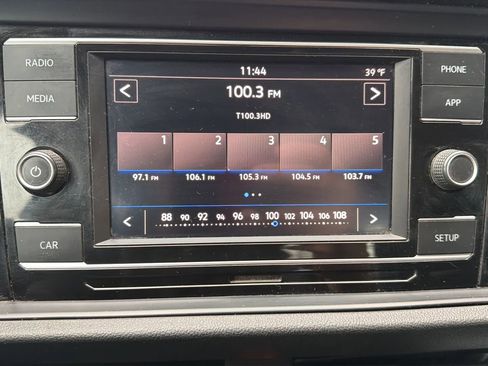 RADIO
MEDIA
CAR
PHONE
APP
SETUP
11:44 39 °F
100.3 FM
T100.3HD
1 2 3 4 5
97.1 FM 106.1 FM 105.3 FM 104.5 FM 103.7 FM
88 90 92 94 96 98 100 102 104 106 108